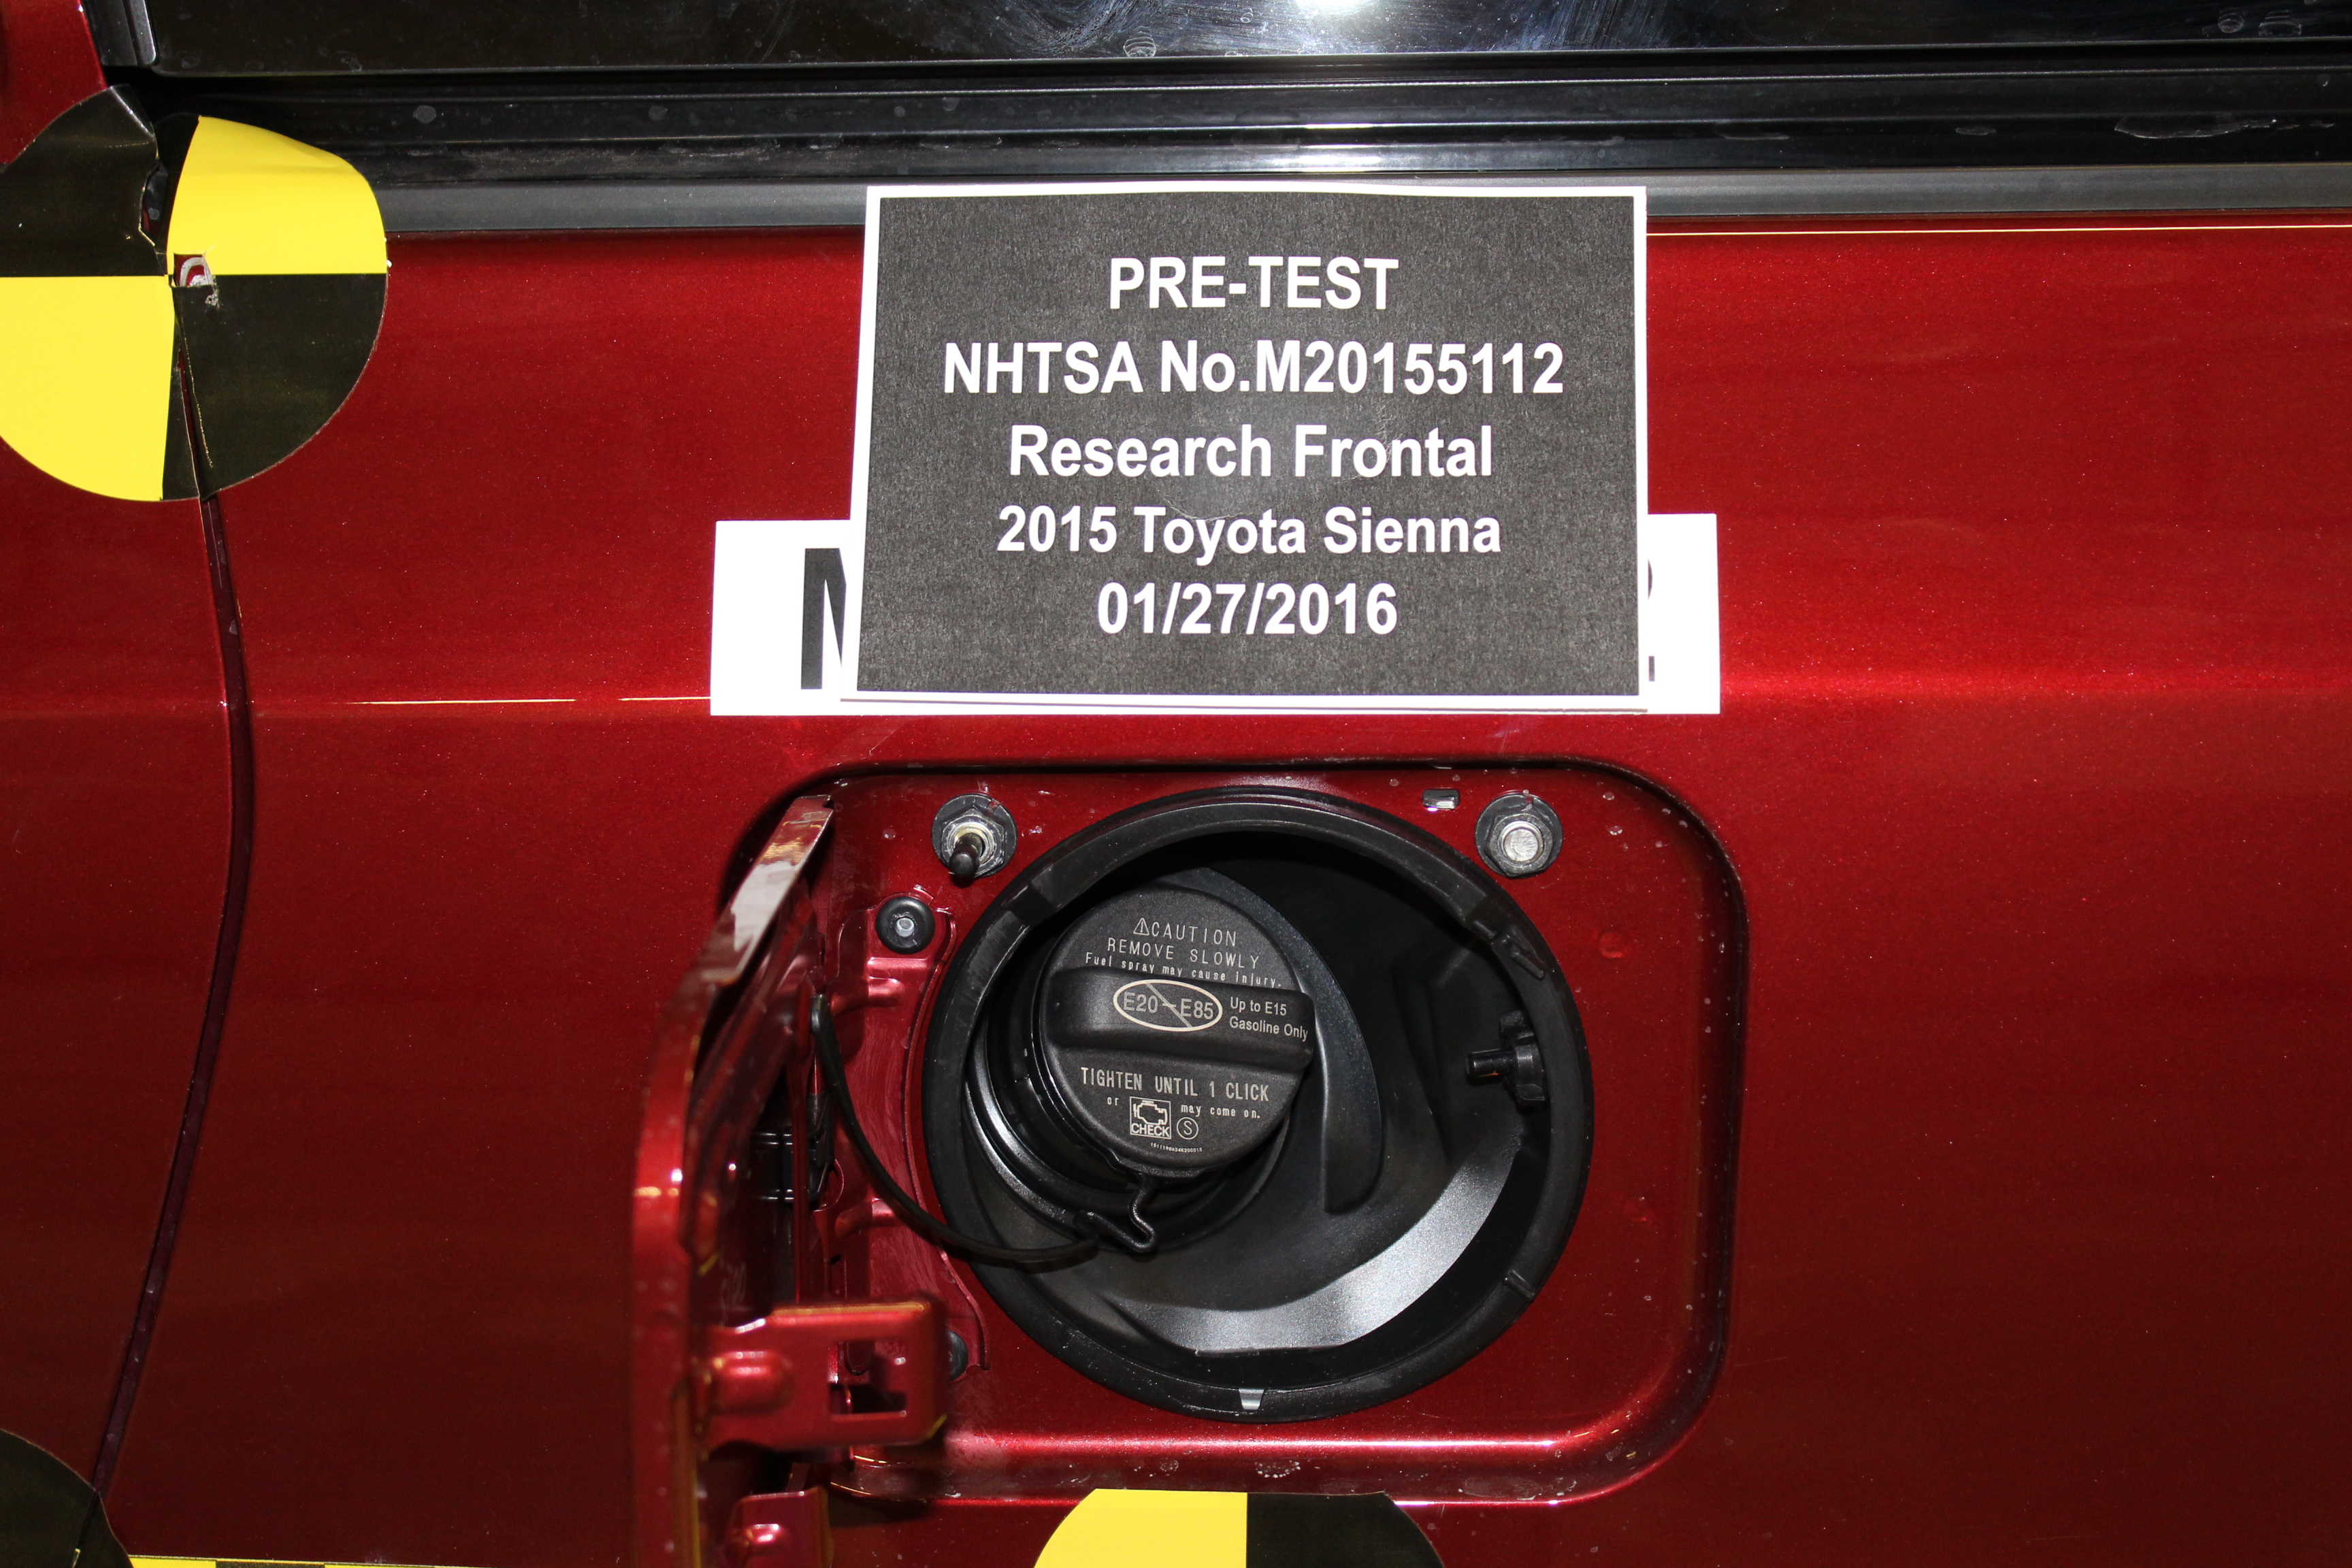 PRE-TEST
NHTSA No.M20155112
Research Frontal
2015 Toyota Sienna
01/27/2016
CAUTION
REMOVE SLOWLY
Fuel spray may cause injury.
E20-E85 Up to E15
Gasoline Only
TIGHTEN UNTIL 1 CLICK
or CHECK may come on.
S